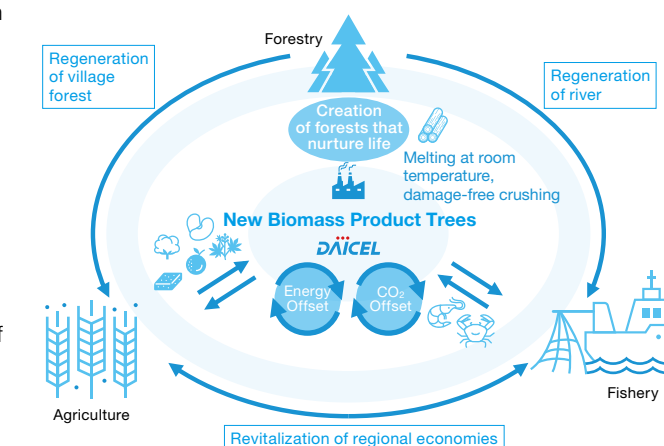 Forestry
Regeneration
of village
forest
Regeneration
of river
Creation
of forests that
nurture life
Melting at room
temperature,
damage-free crushing
New Biomass Product Trees
DAICEL
Energy
Offset
CO₂
Offset
Agriculture
Fishery
Revitalization of regional economies